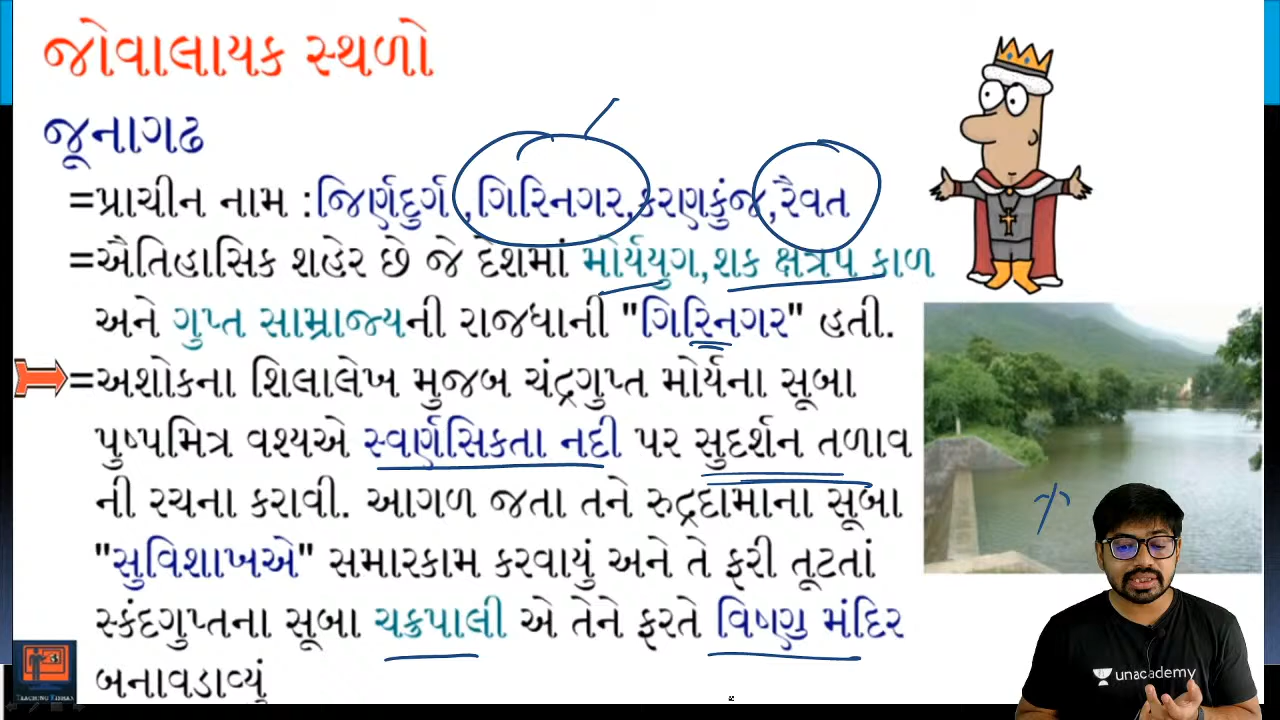 જોવાલાયક સ્થળો
જૂનાગઢ
=પ્રાચીન નામ :જિર્ણદુર્ગ ,ગિરિનગર,કરણકુંજ,રૈવત
=ઐતિહાસિક શહેર છે જે દેશમાં મોર્યયુગ,શક ક્ષત્રપ કાળ
અને ગુપ્ત સામ્રાજ્યની રાજધાની "ગિરિનગર" હતી.
=અશોકના શિલાલેખ મુજબ ચંદ્રગુપ્ત મોર્યના સૂબા
પુષ્પમિત્ર વશ્યએ સ્વર્ણસિકતા નદી પર સુદર્શન તળાવ
ની રચના કરાવી. આગળ જતા તને રુદ્રદામાના સૂબા
"સુવિશાખએ" સમારકામ કરવાયું અને તે ફરી તૂટતાં
સ્કંદગુપ્તના સૂબા ચક્રપાલી એ તેને ફરતે વિષ્ણુ મંદિર
બનાવડાવ્યું
unacademy